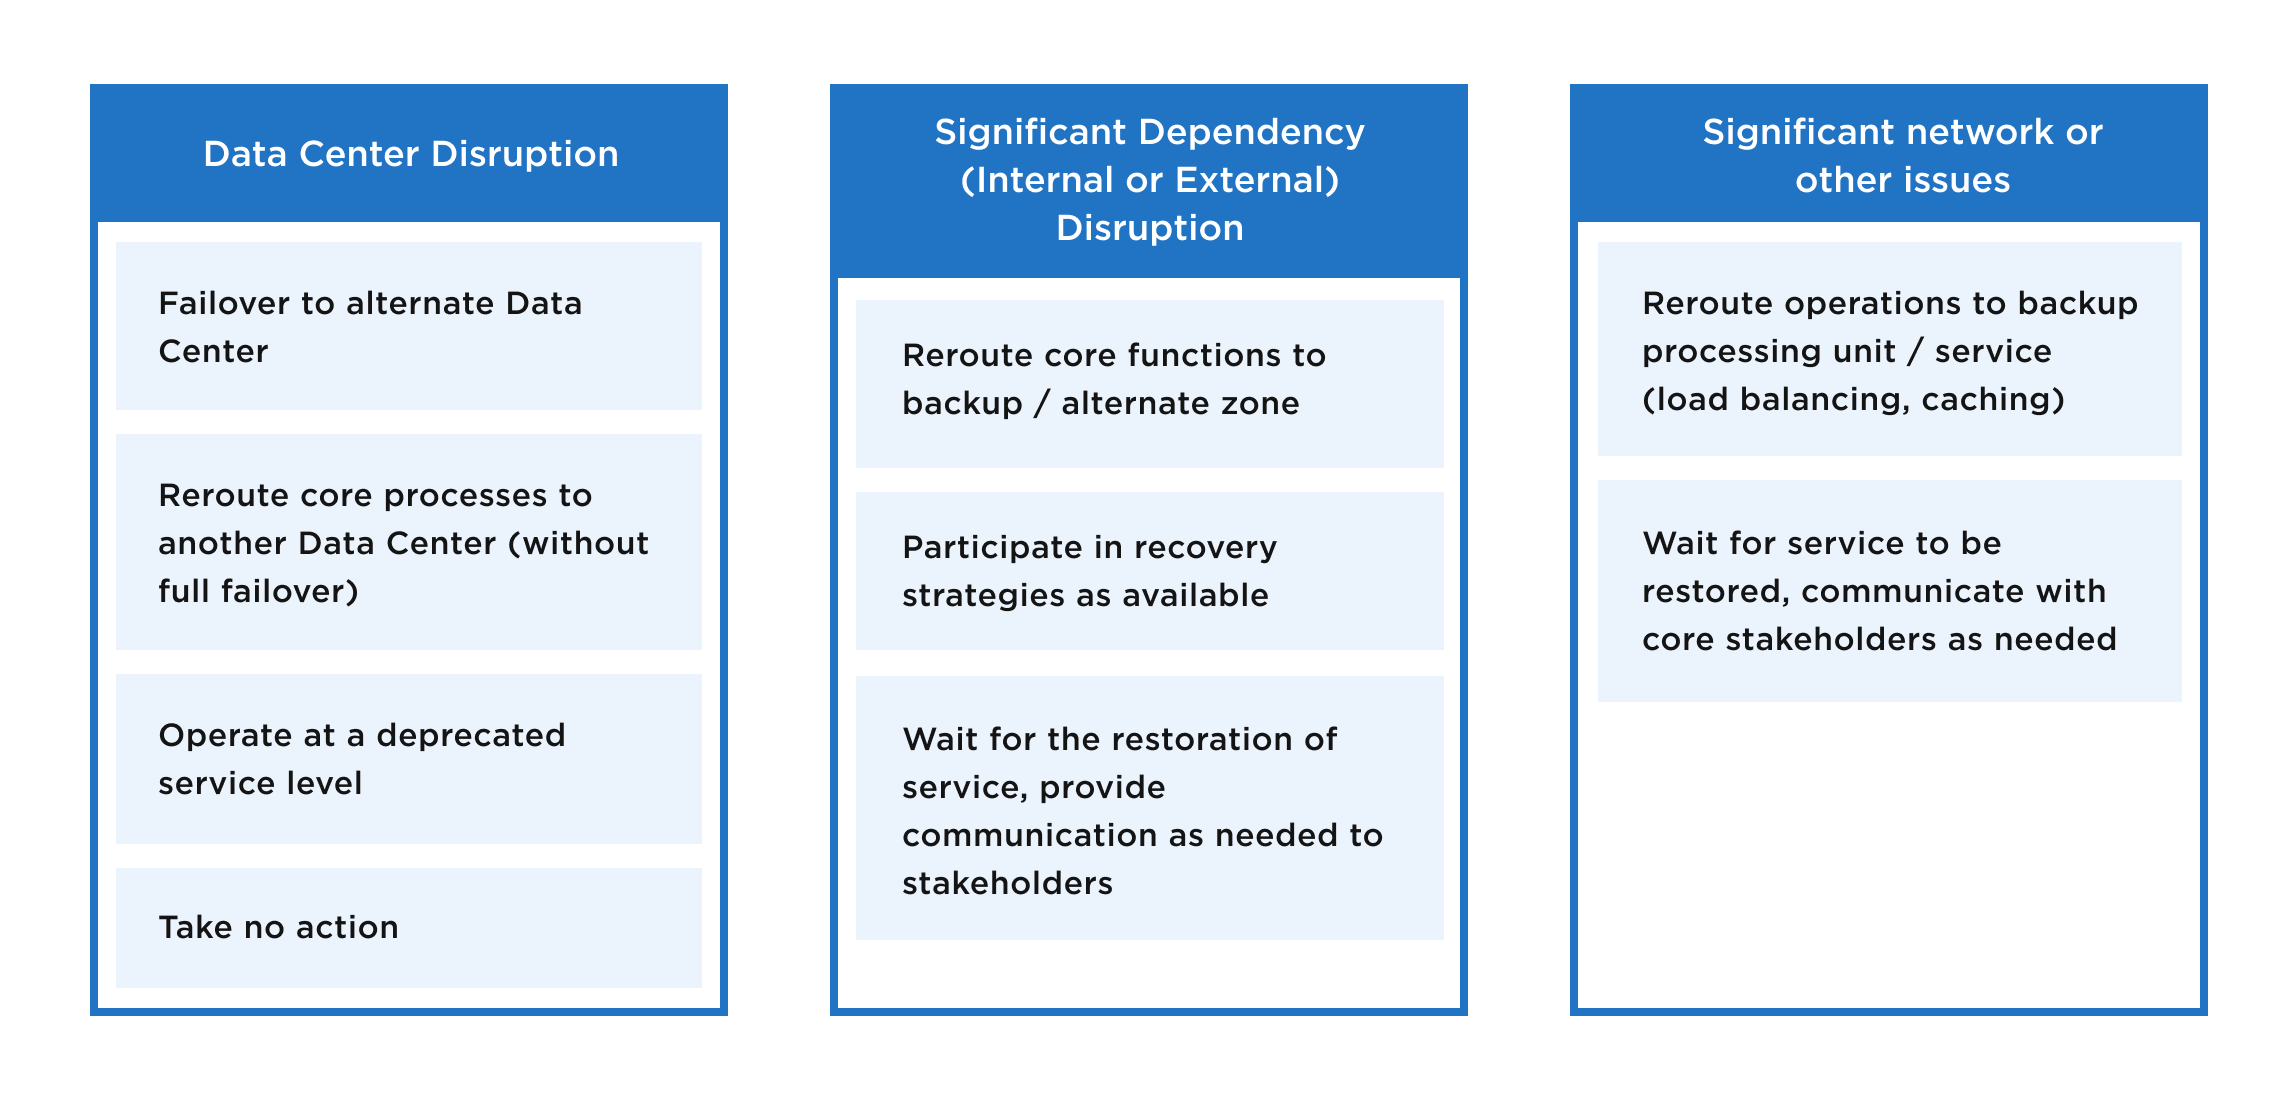 Data Center Disruption
Failover to alternate Data
Center
Reroute core processes to
another Data Center (without
full failover)
Operate at a deprecated
service level
Take no action
Significant Dependency
(Internal or External)
Disruption
Reroute core functions to
backup / alternate zone
Participate in recovery
strategies as available
Wait for the restoration of
service, provide
communication as needed to
stakeholders
Significant network or
other issues
Reroute operations to backup
processing unit / service
(load balancing, caching)
Wait for service to be
restored, communicate with
core stakeholders as needed